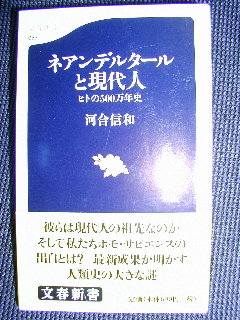 ネアンデルタール
と現代人
ヒトの500万年史
河合信和
彼らは現代人の祖先なのか
そして私たちホモ・サピエンスの
出自とは? 最新成果が明かす
人類史の大きな謎
文春新書